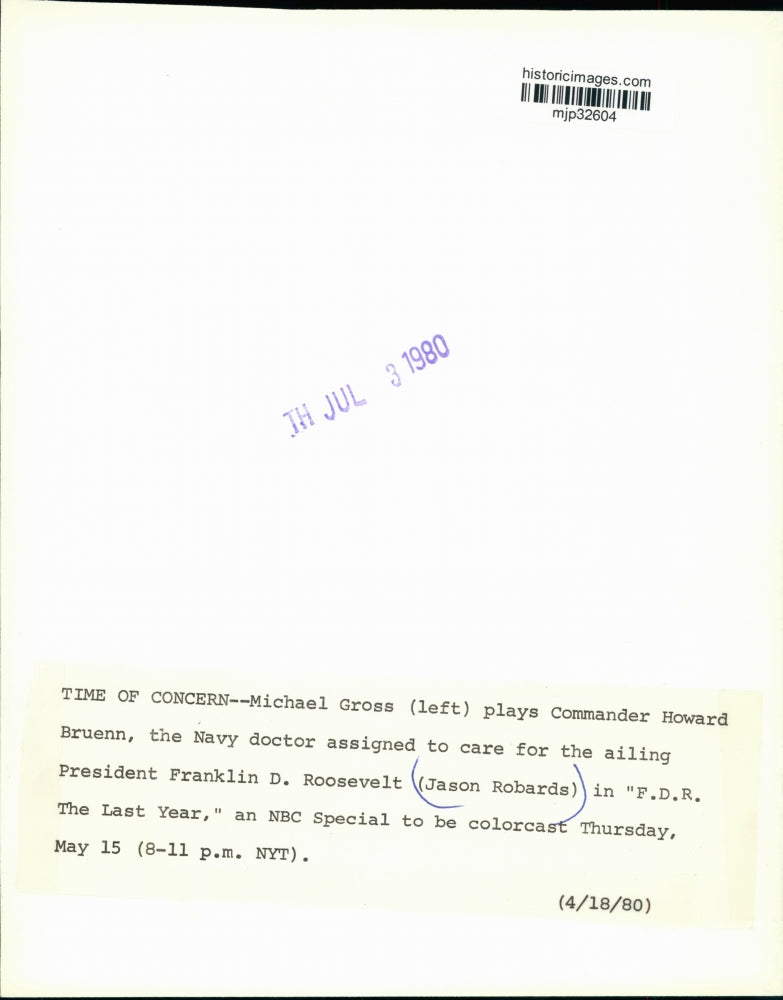 historicimages.com
mjp32604
TH JUL 3 1980
TIME OF CONCERN--Michael Gross (left) plays Commander Howard
Bruenn, the Navy doctor assigned to care for the ailing
President Franklin D. Roosevelt (Jason Robards) in "F.D.R.
The Last Year," an NBC Special to be colorcast Thursday,
May 15 (8-11 p.m. NYT).
(4/18/80)